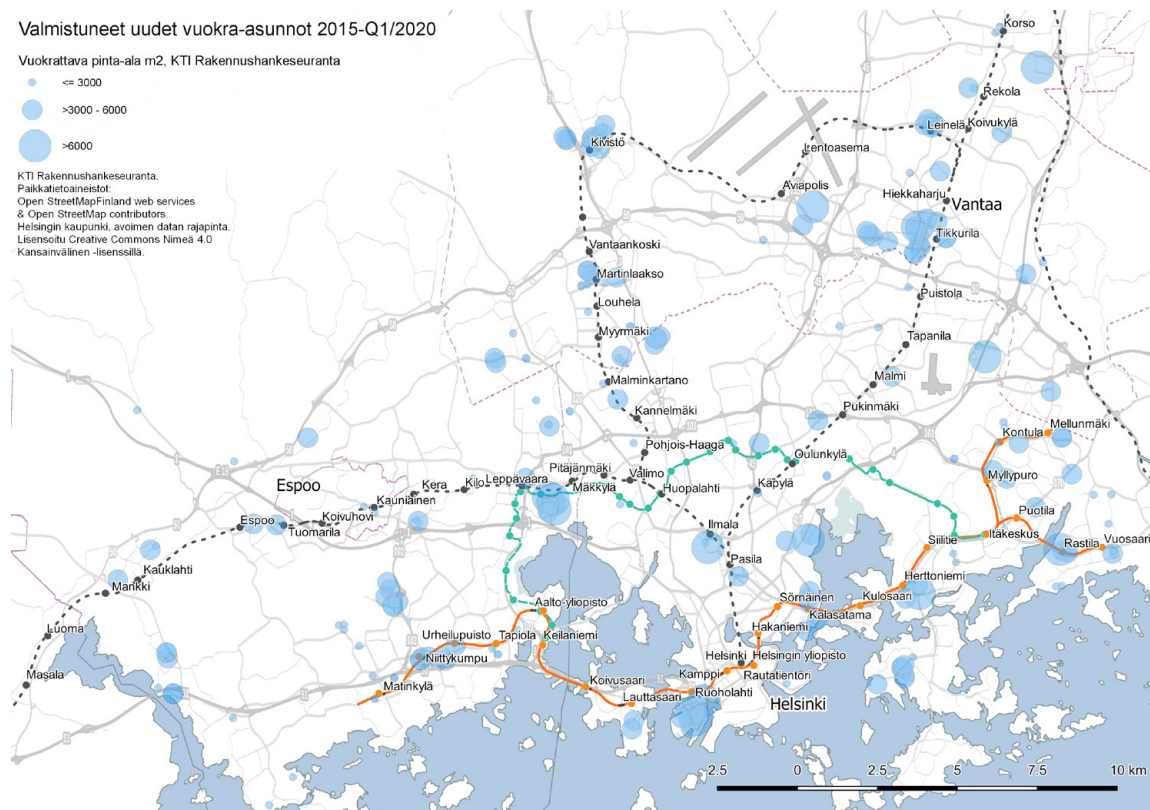 Valmistuneet uudet vuokra-asunnot 2015-Q1/2020
Vuokrattava pinta-ala m2, KTI Rakennushankeseuranta
<= 3000
>3000 - 6000
>6000
KTI Rakennushankeseuranta.
Paikkatietoaineistot:
Open StreetMapFinland web services
& Open StreetMap contributors.
Helsingin kaupunki, avoimen datan rajapinta.
Lisensoitu Creative Commons Nimeä 4.0
Kansainvälinen -lisenssillä.
Korso
Rekola
Leinelä
Koivukylä
Kivistö
Lentoasema
Aviapolis
Hiekkaharju
Vantaa
Tikkurila
Vantaankoski
Martinlaakso
Puistola
Louhela
Myyrmäki
Tapanila
Malminkartano
Malmi
Kannelmäki
Pukinmäki
Kontula
Mellunmäki
Pohjois-Haaga
Oulunkylä
Leppävaara
Pitäjänmäki
Valimo
Myllypuro
Espoo
Kera
Kilo
Mäkkylä
Huopalahti
Käpylä
Kauniainen
Puotila
Espoo
Koivuhovi
Tuomarila
Ilmala
Siilitie
Itäkeskus
Rastila
Vuosaari
Pasila
Kauklahti
Mankki
Herttoniemi
Aalto-yliopisto
Sörnäinen
Kulosaari
Kalasatama
Luoma
Urheilupuisto
Tapiola
Keilaniemi
Hakaniemi
Niittykumpu
Helsinki
Helsingin yliopisto
Masala
Kamppi
Rautatientori
Matinkylä
Koivusaari
Lauttasaari
Ruoholahti
Helsinki
2.5
0
2.5
5
7.5
10 km